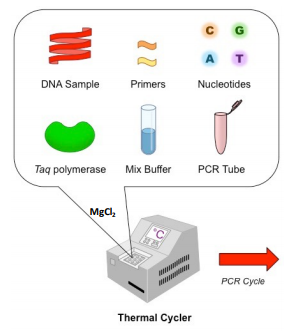 C G
A T
DNA Sample Primers Nucleotides
Taq polymerase Mix Buffer PCR Tube
MgCl₂
°C
PCR Cycle
Thermal Cycler